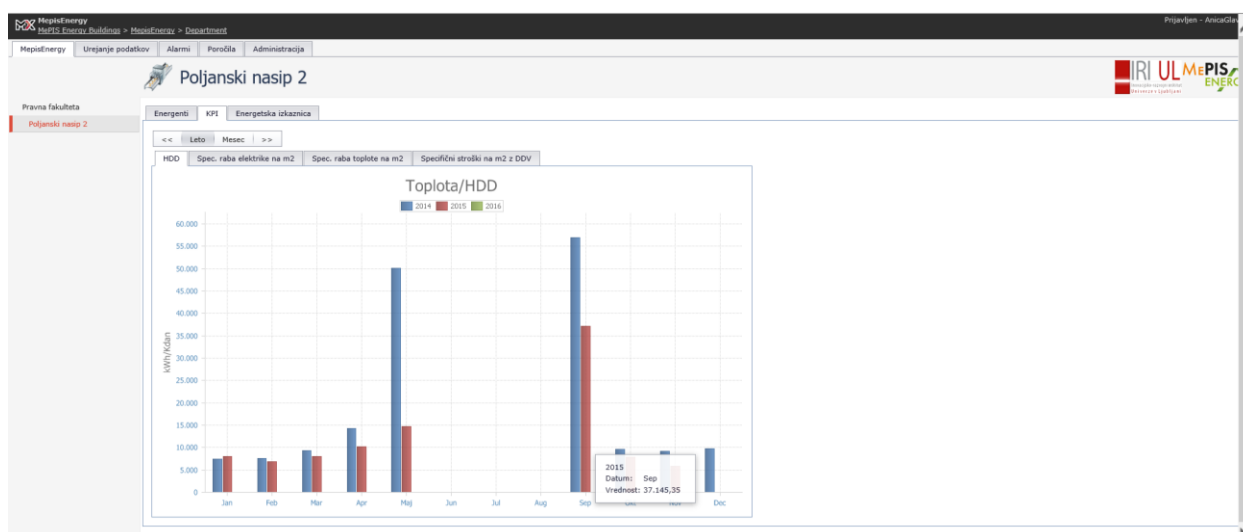 MepisEnergy
MePIS Energy Buildings > MepisEnergy > Department
Prijavljen - AnicaGlav
MepisEnergy Urejanje podatkov Alarmi Poročila Administracija
Poljanski nasip 2
IRI UL MePIS
ENERG
Pravna fakulteta
Poljanski nasip 2
Energenti KPI Energetska izkaznica
<< Leto Mesec >>
HDD Spec. raba elektrike na m2 Spec. raba toplote na m2 Specifični stroški na m2 z DDV
Toplota/HDD
2014 2015 2016
kWh/Kdan
60.000
55.000
50.000
45.000
40.000
35.000
30.000
25.000
20.000
15.000
10.000
5.000
0
Jan Feb Mar Apr Maj Jun Jul Aug Sep Okt Nov Dec
2015
Datum: Sep
Vrednost: 37.145,35